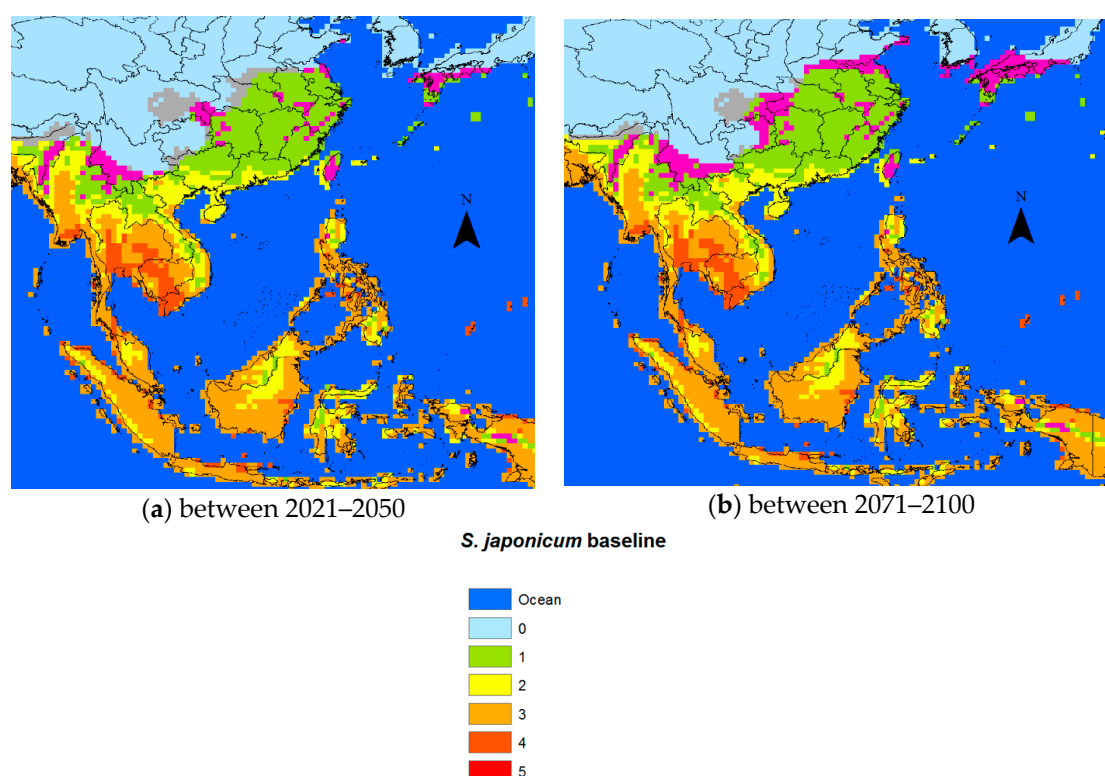 N
N
(a) between 2021–2050
(b) between 2071–2100
S. japonicum baseline
Ocean
0
1
2
3
4
5